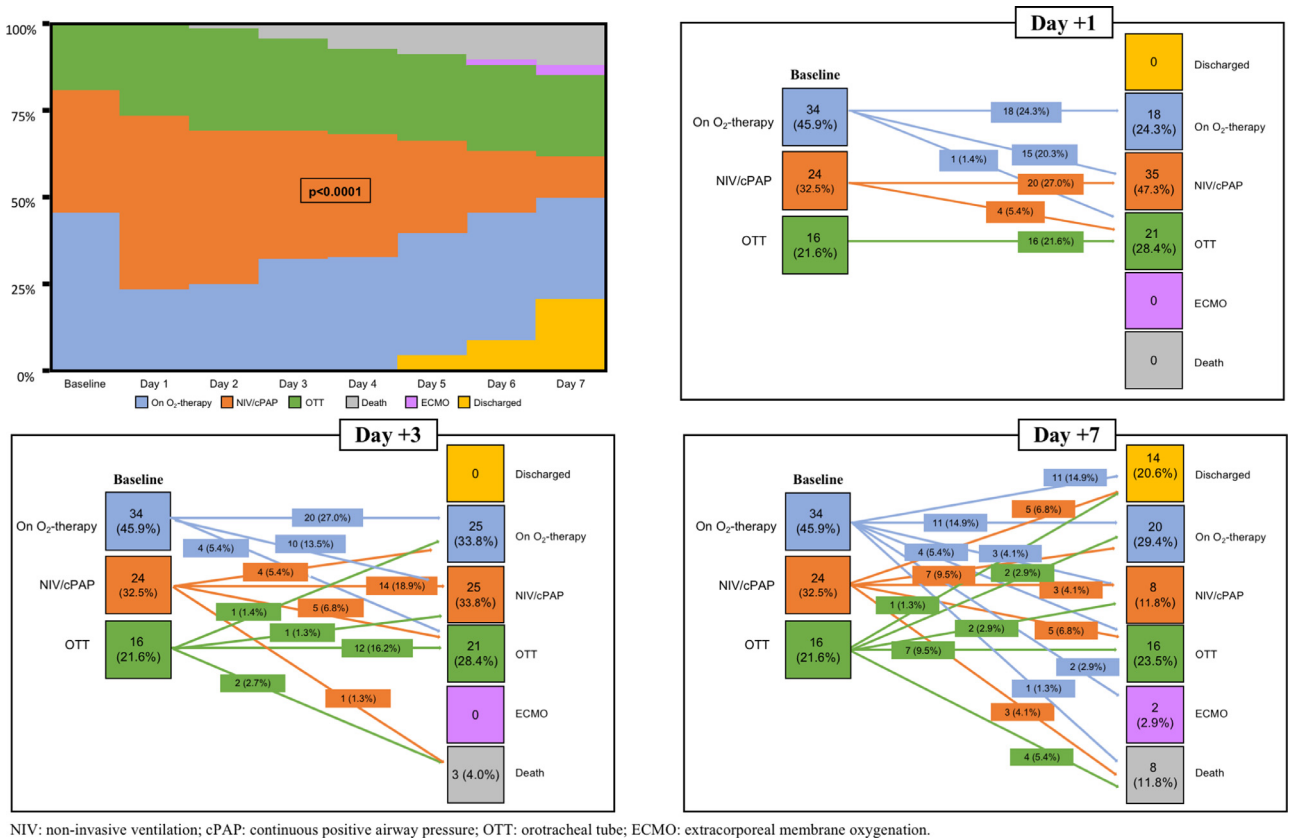 100%
75%
50%
25%
0%
p<0.0001
Baseline Day 1 Day 2 Day 3 Day 4 Day 5 Day 6 Day 7
On O₂-therapy NIV/cPAP OTT Death ECMO Discharged
Day +1
Baseline
On O₂-therapy
34
(45.9%)
NIV/cPAP
24
(32.5%)
OTT
16
(21.6%)
18 (24.3%)
15 (20.3%)
1 (1.4%)
20 (27.0%)
4 (5.4%)
16 (21.6%)
0
Discharged
18
(24.3%)
On O₂-therapy
35
(47.3%)
NIV/cPAP
21
(28.4%)
OTT
0
ECMO
0
Death
Day +3
Baseline
On O₂-therapy
34
(45.9%)
NIV/cPAP
24
(32.5%)
OTT
16
(21.6%)
20 (27.0%)
10 (13.5%)
4 (5.4%)
4 (5.4%)
14 (18.9%)
5 (6.8%)
1 (1.4%)
1 (1.3%)
12 (16.2%)
2 (2.7%)
1 (1.3%)
0
Discharged
25
(33.8%)
On O₂-therapy
25
(33.8%)
NIV/cPAP
21
(28.4%)
OTT
0
ECMO
3 (4.0%)
Death
Day +7
Baseline
On O₂-therapy
34
(45.9%)
NIV/cPAP
24
(32.5%)
OTT
16
(21.6%)
11 (14.9%)
5 (6.8%)
11 (14.9%)
4 (5.4%)
3 (4.1%)
7 (9.5%)
2 (2.9%)
3 (4.1%)
1 (1.3%)
2 (2.9%)
5 (6.8%)
7 (9.5%)
2 (2.9%)
1 (1.3%)
3 (4.1%)
4 (5.4%)
14
(20.6%)
Discharged
20
(29.4%)
On O₂-therapy
8
(11.8%)
NIV/cPAP
16
(23.5%)
OTT
2
(2.9%)
ECMO
8
(11.8%)
Death
NIV: non-invasive ventilation; cPAP: continuous positive airway pressure; OTT: orotracheal tube; ECMO: extracorporeal membrane oxygenation.